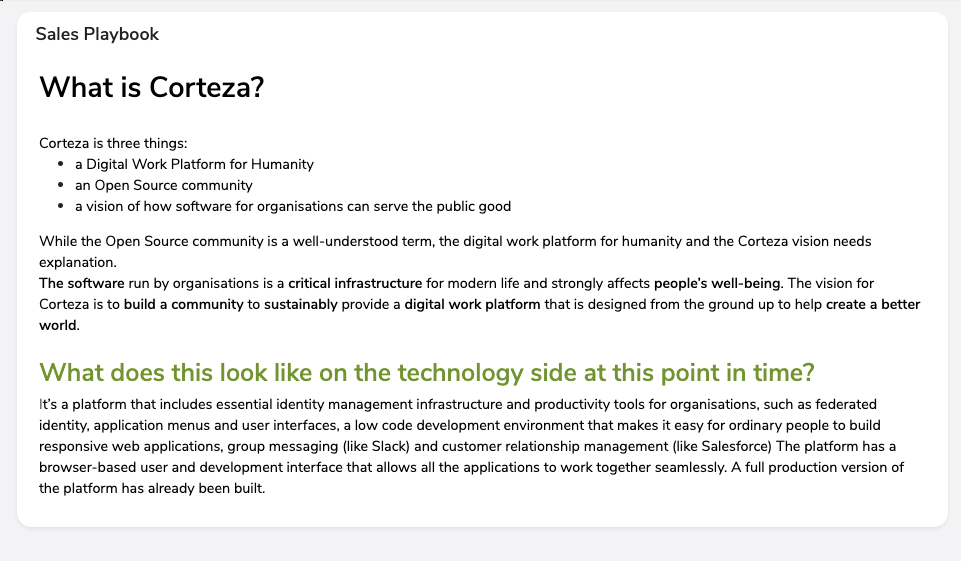 Sales Playbook
What is Corteza?
Corteza is three things:
• a Digital Work Platform for Humanity
• an Open Source community
• a vision of how software for organisations can serve the public good
While the Open Source community is a well-understood term, the digital work platform for humanity and the Corteza vision needs
explanation.
The software run by organisations is a critical infrastructure for modern life and strongly affects people's well-being. The vision for
Corteza is to build a community to sustainably provide a digital work platform that is designed from the ground up to help create a better
world.
What does this look like on the technology side at this point in time?
It's a platform that includes essential identity management infrastructure and productivity tools for organisations, such as federated
identity, application menus and user interfaces, a low code development environment that makes it easy for ordinary people to build
responsive web applications, group messaging (like Slack) and customer relationship management (like Salesforce) The platform has a
browser-based user and development interface that allows all the applications to work together seamlessly. A full production version of
the platform has already been built.